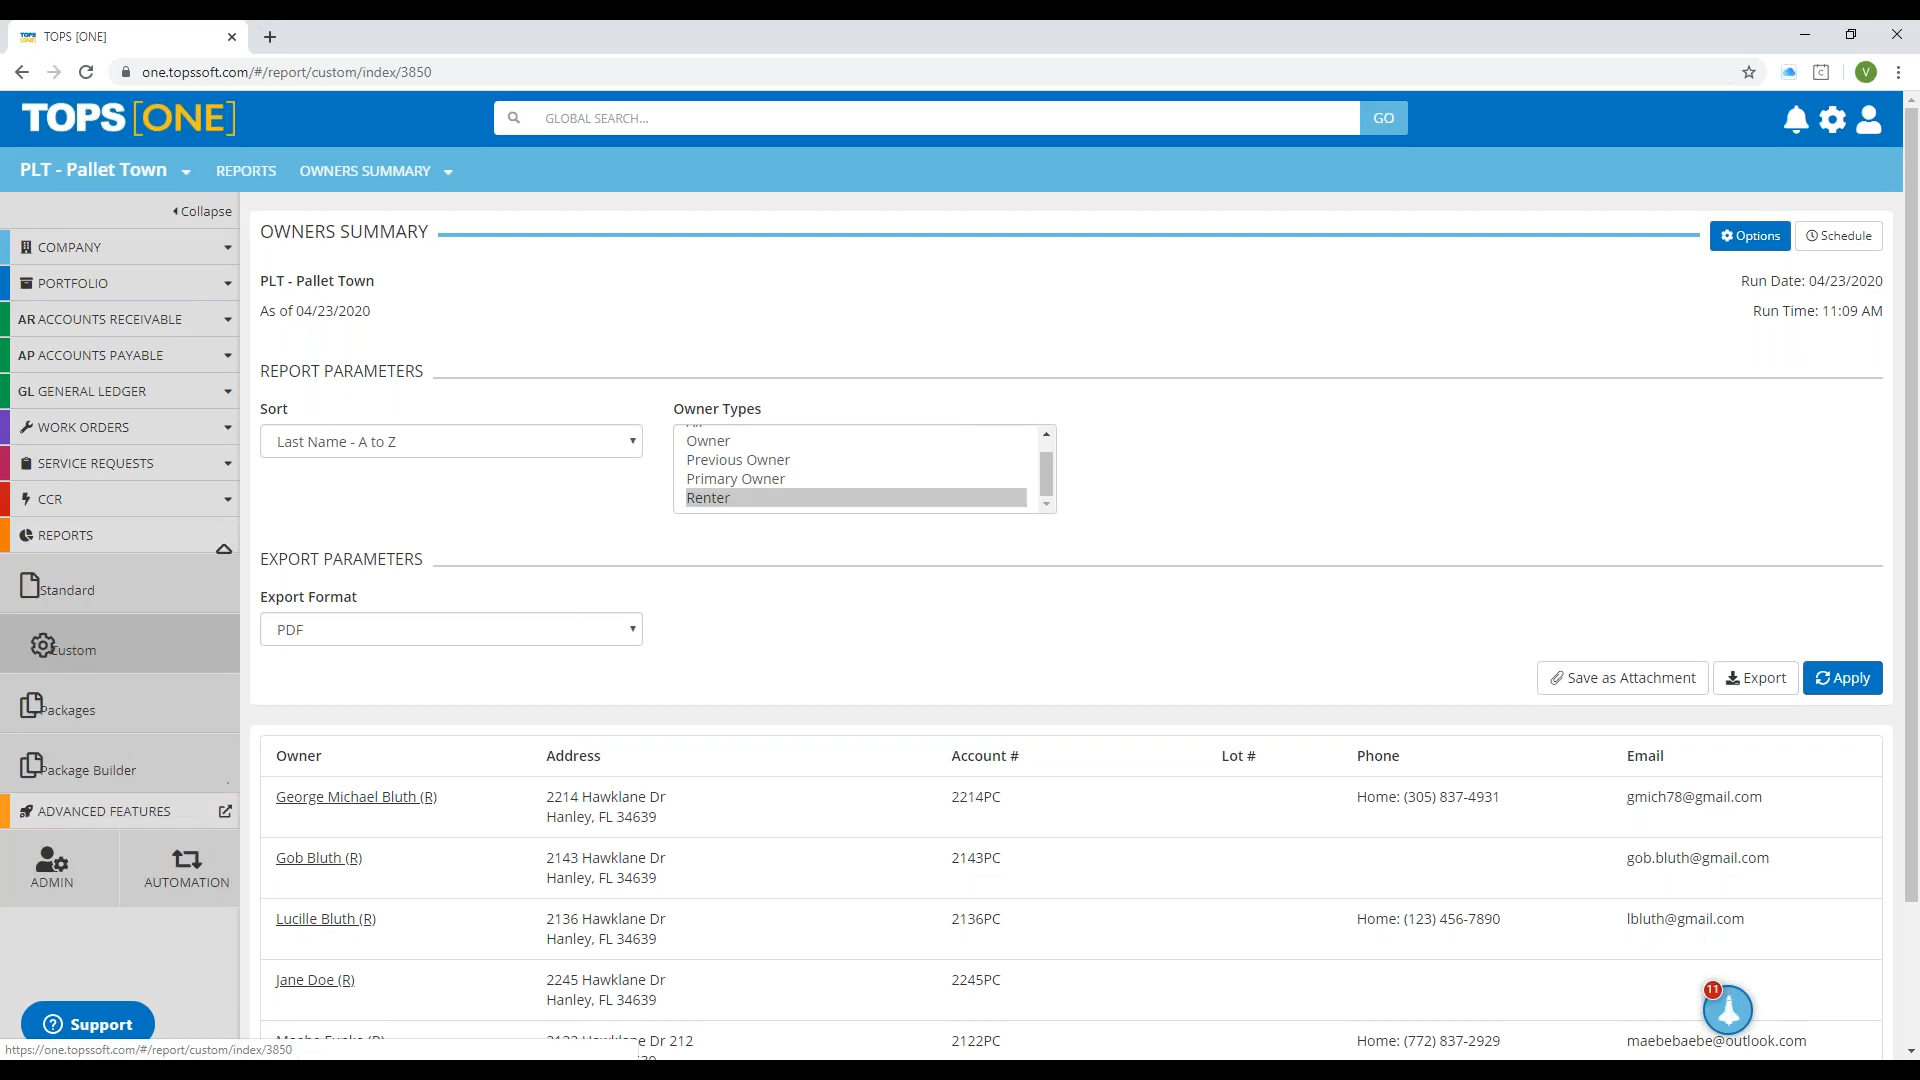 TOPS [ONE]
one.topssoft.com/#/report/custom/index/3850
V
TOPS [ONE]
GLOBAL SEARCH...
GO
PLT - Pallet Town
REPORTS
OWNERS SUMMARY
Collapse
COMPANY
PORTFOLIO
AR ACCOUNTS RECEIVABLE
AP ACCOUNTS PAYABLE
GL GENERAL LEDGER
WORK ORDERS
SERVICE REQUESTS
CCR
REPORTS
Standard
Custom
Packages
Package Builder
ADVANCED FEATURES
ADMIN
AUTOMATION
Support
https://one.topssoft.com/#/report/custom/index/3850
OWNERS SUMMARY
Options
Schedule
PLT - Pallet Town
Run Date: 04/23/2020
As of 04/23/2020
Run Time: 11:09 AM
REPORT PARAMETERS
Sort
Last Name - A to Z
Owner Types
Owner
Previous Owner
Primary Owner
Renter
EXPORT PARAMETERS
Export Format
PDF
Save as Attachment
Export
Apply
Owner Address Account # Lot # Phone Email
George Michael Bluth (R) 2214 Hawklane Dr 2214PC Home: (305) 837-4931 gmich78@gmail.com
Hanley, FL 34639
Gob Bluth (R) 2143 Hawklane Dr 2143PC gob.bluth@gmail.com
Hanley, FL 34639
Lucille Bluth (R) 2136 Hawklane Dr 2136PC Home: (123) 456-7890 lbluth@gmail.com
Hanley, FL 34639
Jane Doe (R) 2245 Hawklane Dr 2245PC
Hanley, FL 34639
11
Dr 212 2122PC Home: (772) 837-2929 maebebaebe@outlook.com